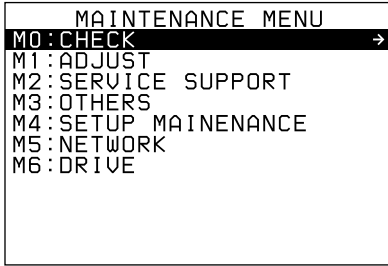 MAINTENANCE MENU
M0:CHECK →
M1:ADJUST
M2:SERVICE SUPPORT
M3:OTHERS
M4:SETUP MAINENANCE
M5:NETWORK
M6:DRIVE